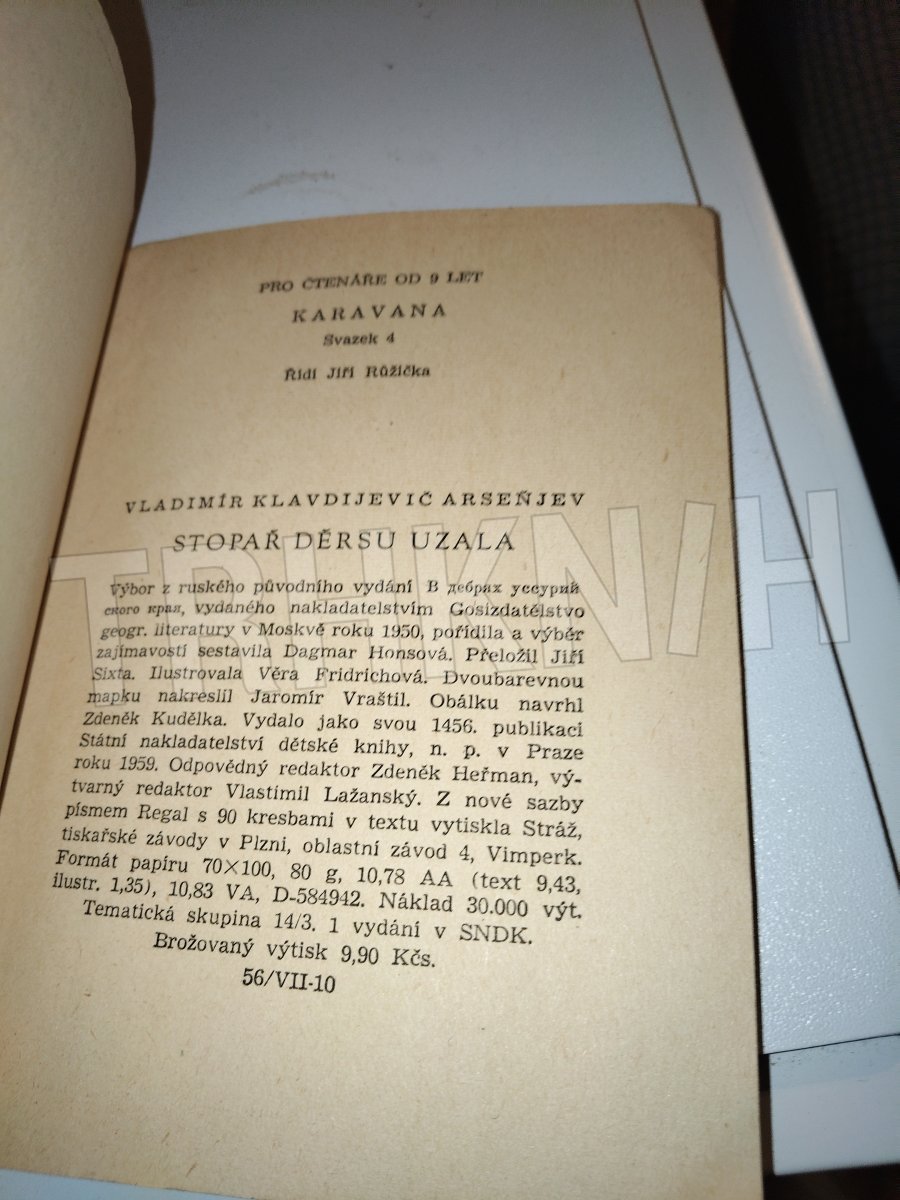 PRO ČTENÁŘE OD 9 LET
KARAVANA
Svazek 4
Řídí Jiří Růžička
VLADIMÍR KLAVDIJEVIČ ARSEŇJEV
STOPAŘ DĚRSU UZALA
Výbor z ruského původního vydání В дебрях уссурий
ского края, vydaného nakladatelstvím Gosizdatělstvo
geogr. literatury v Moskvě roku 1950, pořídila a výběr
zajímavostí sestavila Dagmar Honsová. Přeložil Jiří
Sixta. Ilustrovala Věra Fridrichová. Dvoubarevnou
mapku nakreslil Jaromír Vraštil. Obálku navrhl
Zdeněk Kudělka. Vydalo jako svou 1456. publikaci
Státní nakladatelství dětské knihy, n. p. v Praze
roku 1959. Odpovědný redaktor Zdeněk Heřman, vý-
tvarný redaktor Vlastimil Lažanský. Z nové sazby
písmem Regal s 90 kresbami v textu vytiskla Stráž,
tiskařské závody v Plzni, oblastní závod 4, Vimperk.
Formát papíru 70×100, 80 g, 10,78 AA (text 9,43,
ilustr. 1,35), 10,83 VA, D-584942. Náklad 30.000 výt.
Tematická skupina 14/3. 1 vydání v SNDK.
Brožovaný výtisk 9,90 Kčs.
56/VII-10
TRHKNIH